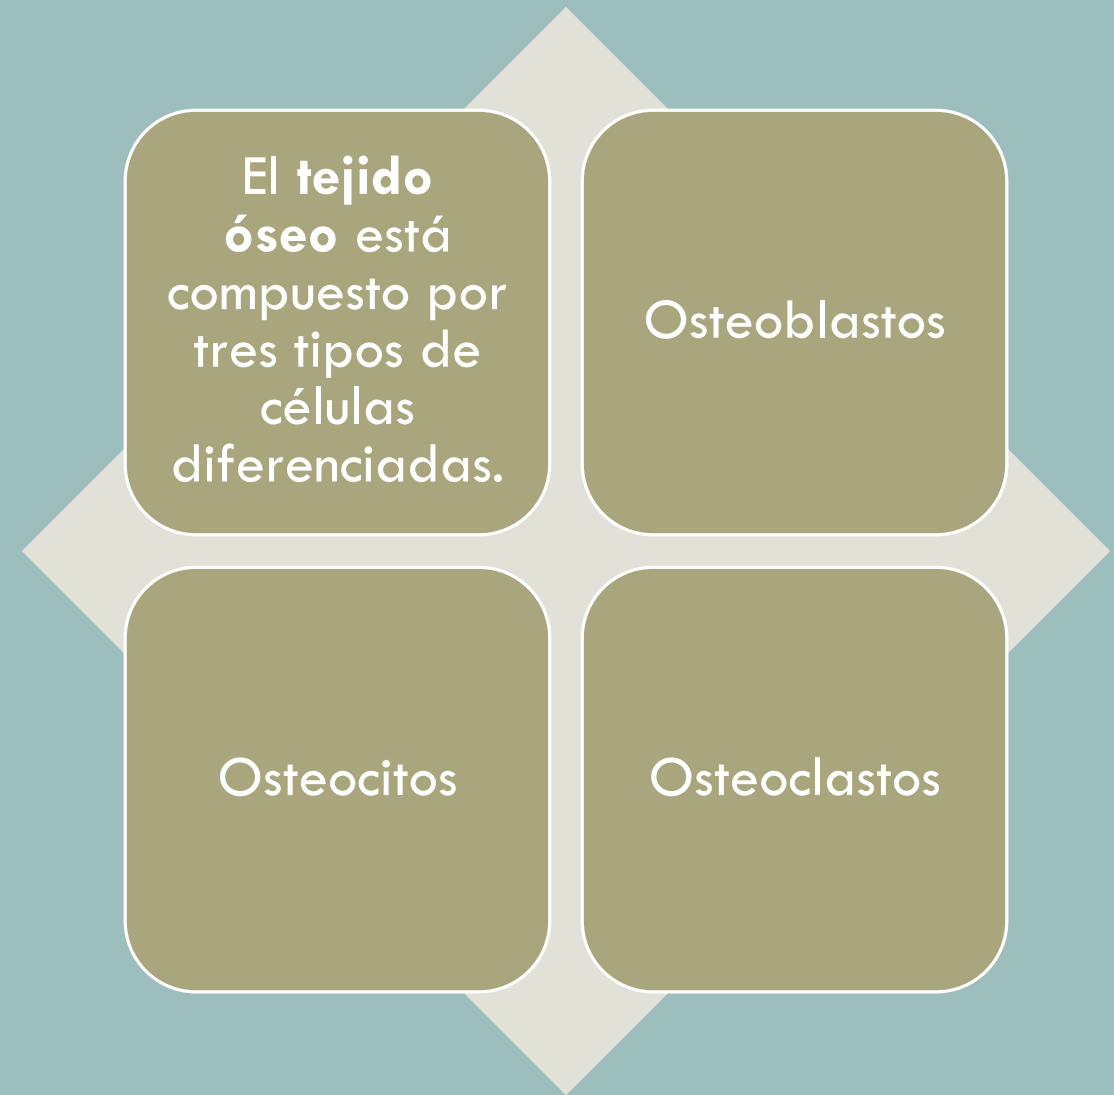 El tejido
óseo está
compuesto por
tres tipos de
células
diferenciadas.
Osteoblastos
Osteocitos
Osteoclastos